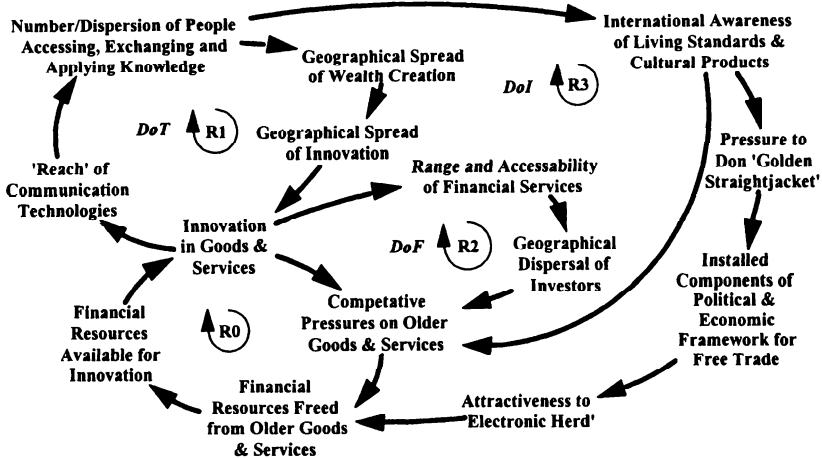 Number/Dispersion of People
Accessing, Exchanging and
Applying Knowledge
International Awareness
of Living Standards &
Cultural Products
Geographical Spread
of Wealth Creation
DoI
R3
DoT
R1
Geographical Spread
of Innovation
Pressure to
Don 'Golden
Straightjacket'
'Reach' of
Communication
Technologies
Range and Accessability
of Financial Services
Innovation
in Goods &
Services
DoF
R2
Geographical
Dispersal of
Investors
Installed
Components of
Political &
Economic
Framework for
Free Trade
Financial
Resources
Available for
Innovation
R0
Competative
Pressures on Older
Goods & Services
Financial
Resources Freed
from Older Goods
& Services
Attractiveness to
'Electronic Herd'